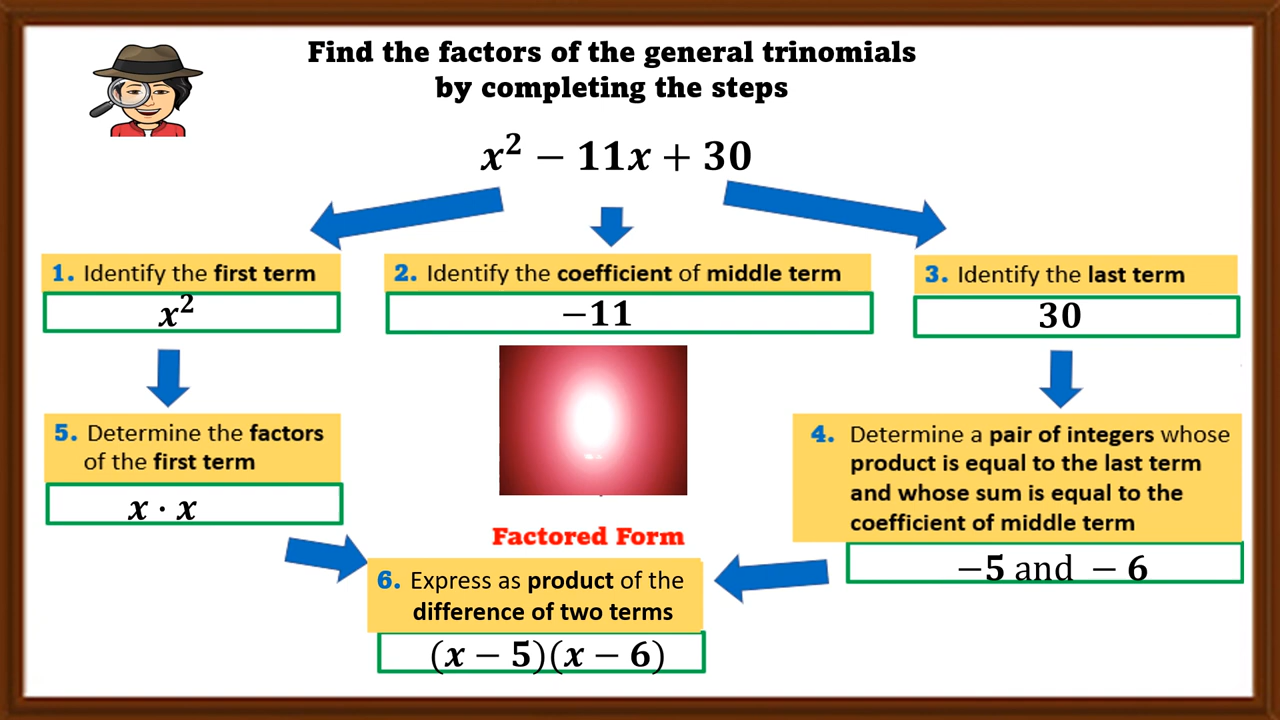 Find the factors of the general trinomials
by completing the steps
x² − 11x + 30
1. Identify the first term
x²
2. Identify the coefficient of middle term
−11
3. Identify the last term
30
5. Determine the factors
of the first term
x · x
4. Determine a pair of integers whose
product is equal to the last term
and whose sum is equal to the
coefficient of middle term
−5 and − 6
Factored Form
6. Express as product of the
difference of two terms
(x − 5)(x − 6)